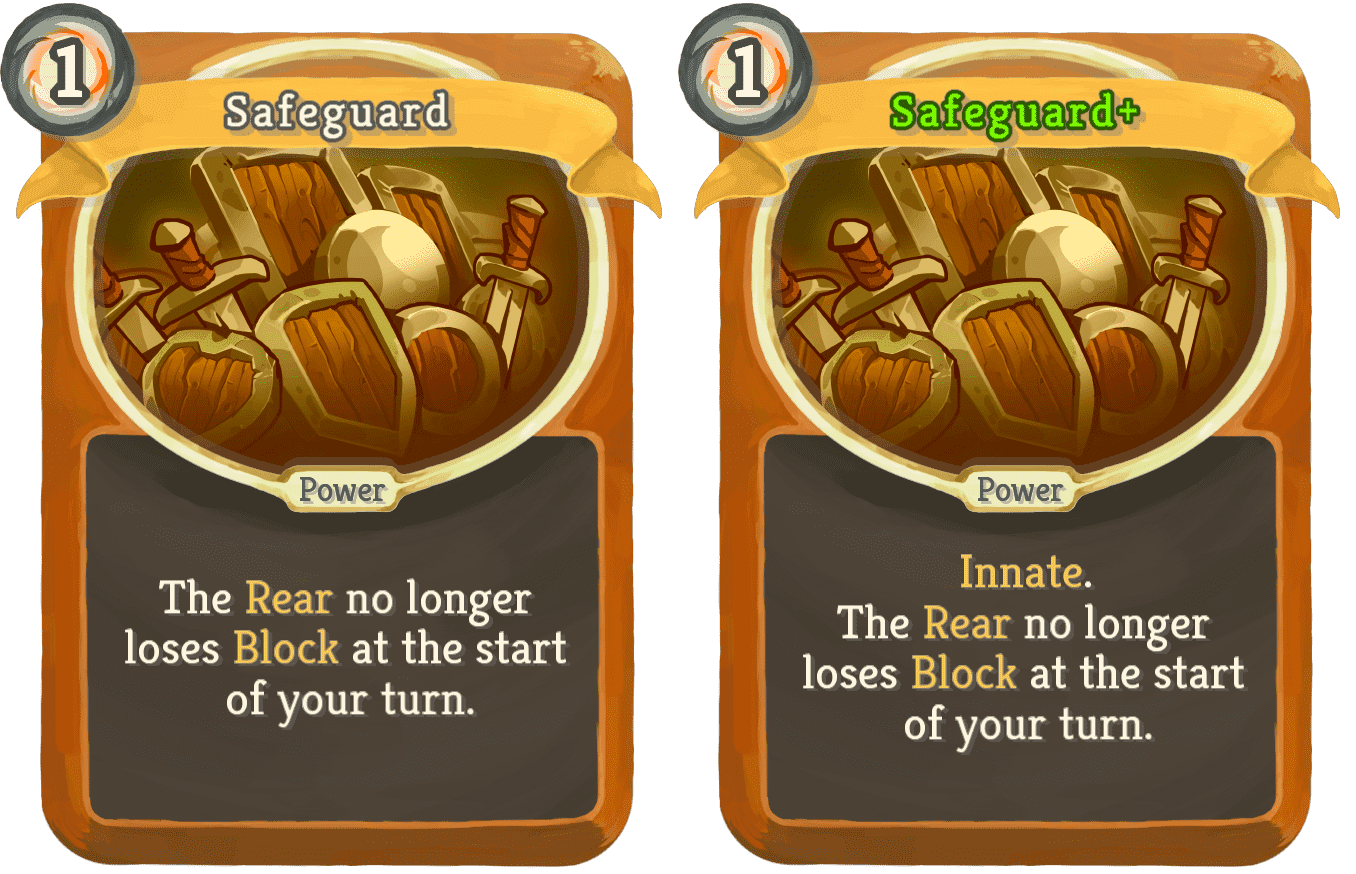 1
Safeguard
Power
The Rear no longer
loses Block at the start
of your turn.
1
Safeguard+
Power
Innate.
The Rear no longer
loses Block at the start
of your turn.